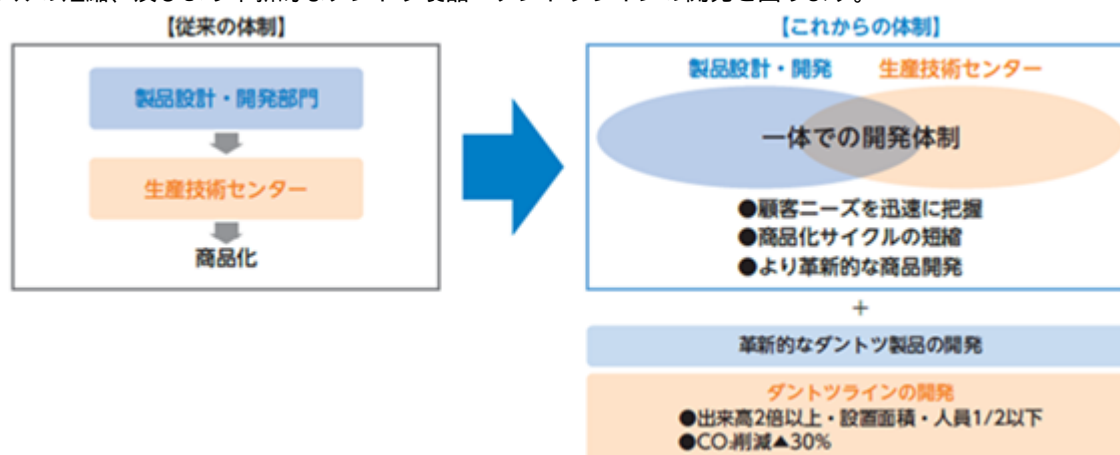 【従来の体制】
製品設計・開発部門
生産技術センター
商品化
【これからの体制】
製品設計・開発 生産技術センター
一体での開発体制
●顧客ニーズを迅速に把握
●商品化サイクルの短縮
●より革新的な商品開発
+
革新的なダントツ製品の開発
ダントツラインの開発
●出来高2倍以上・設置面積・人員1/2以下
●CO₂削減▲30%